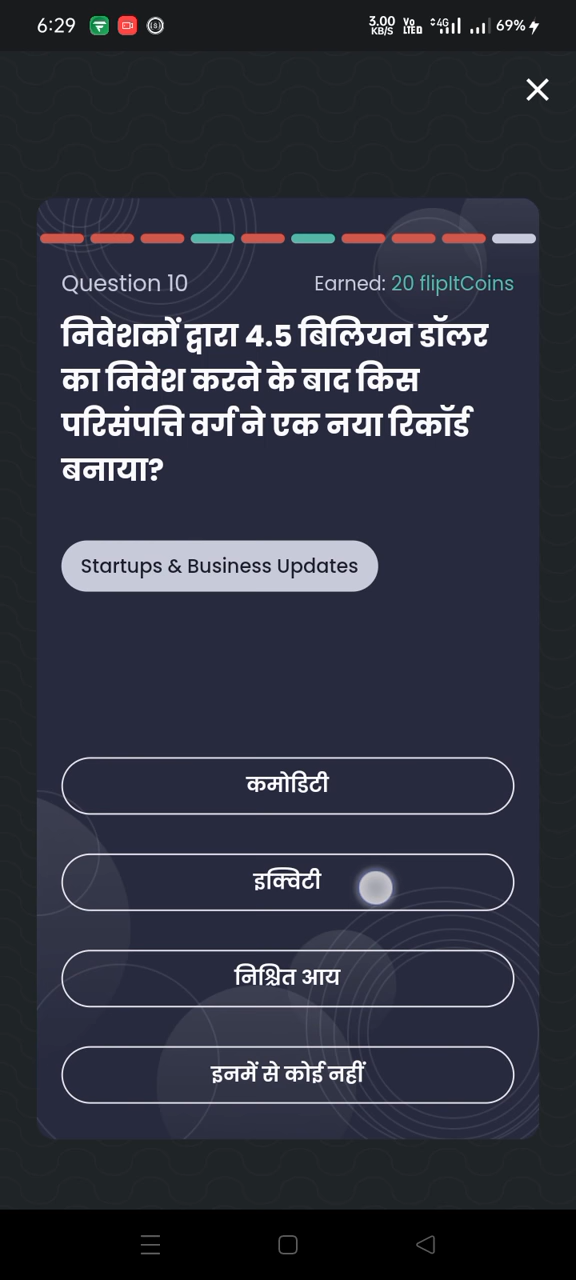 6:29
3.00 KB/S Vo LTED 4G 69%
Question 10
Earned: 20 flipItCoins
निवेशकों द्वारा 4.5 बिलियन डॉलर
का निवेश करने के बाद किस
परिसंपत्ति वर्ग ने एक नया रिकॉर्ड
बनाया?
Startups & Business Updates
कमोडिटी
इक्विटी
निश्चित आय
इनमें से कोई नहीं